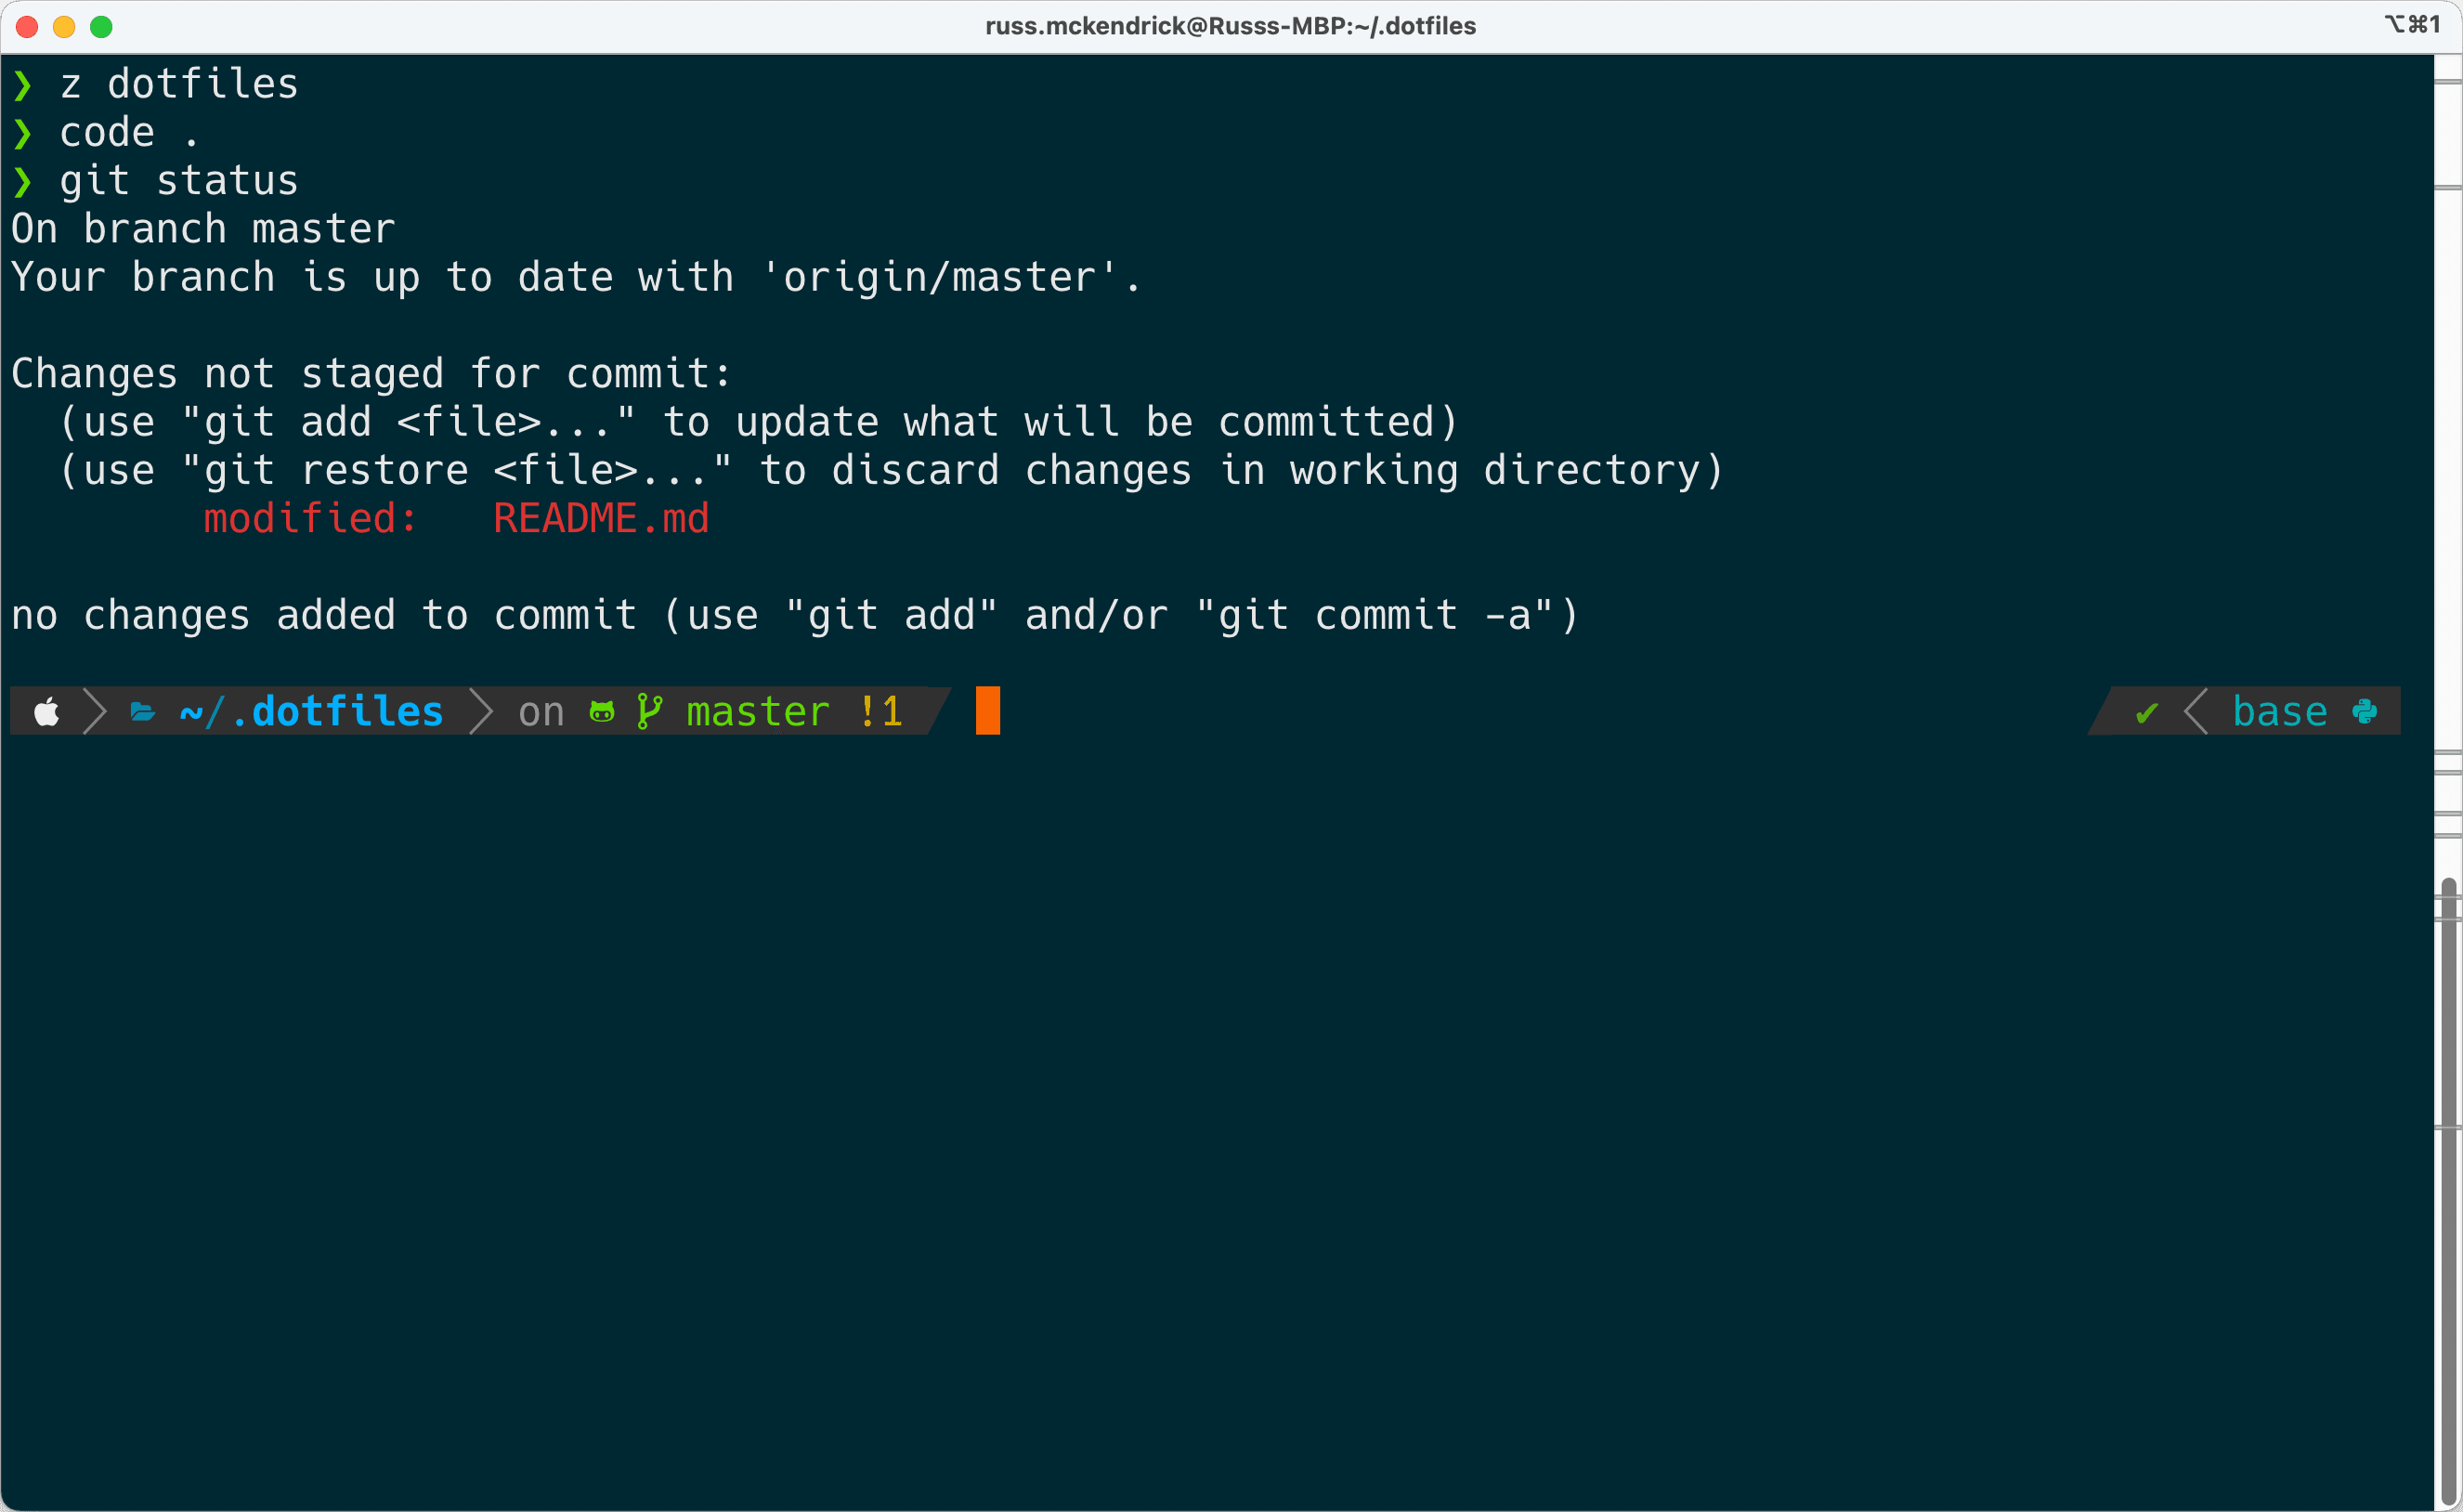 russ.mckendrick@Russs-MBP:~/.dotfiles ⌥⌘1
❯ z dotfiles
❯ code .
❯ git status
On branch master
Your branch is up to date with 'origin/master'.
Changes not staged for commit:
  (use "git add <file>..." to update what will be committed)
  (use "git restore <file>..." to discard changes in working directory)
        modified:   README.md
no changes added to commit (use "git add" and/or "git commit -a")
~/.dotfiles on master !1 ✔ base